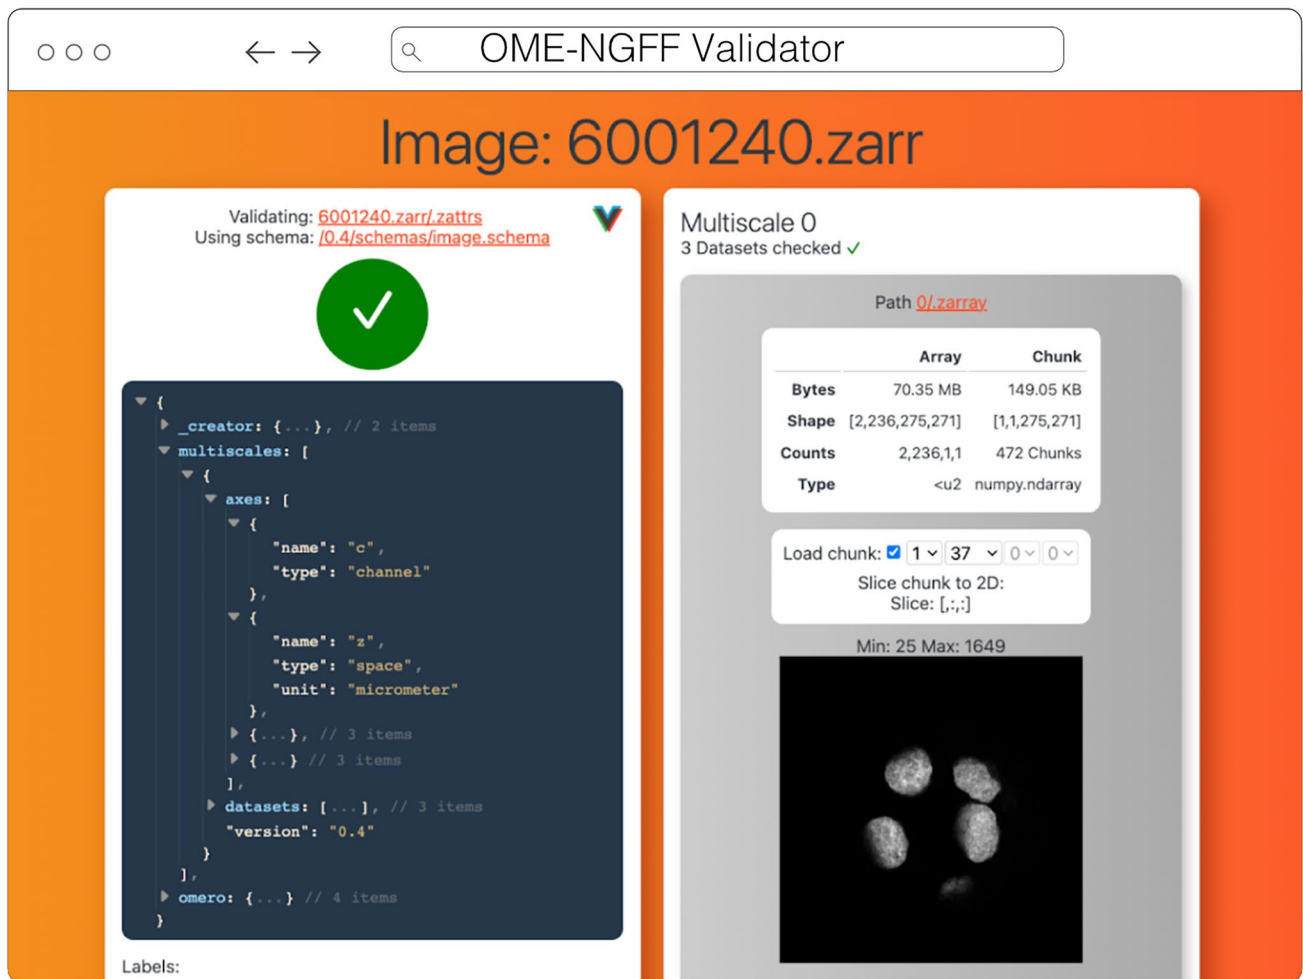 OME-NGFF Validator
Image: 6001240.zarr
Validating: 6001240.zarr/.zattrs
Using schema: /0.4/schemas/image.schema
{
_creator: {...}, // 2 items
multiscales: [
{
axes: [
{
"name": "c",
"type": "channel"
},
{
"name": "z",
"type": "space",
"unit": "micrometer"
},
{...}, // 3 items
{...} // 3 items
],
datasets: [...], // 3 items
"version": "0.4"
}
],
omero: {...} // 4 items
}
Labels:
Multiscale 0
3 Datasets checked ✓
Path 0/.zarray
Array Chunk
Bytes 70.35 MB 149.05 KB
Shape [2,236,275,271] [1,1,275,271]
Counts 2,236,1,1 472 Chunks
Type <u2 numpy.ndarray
Load chunk: 1 37 0 0
Slice chunk to 2D:
Slice: [,:,:]
Min: 25 Max: 1649